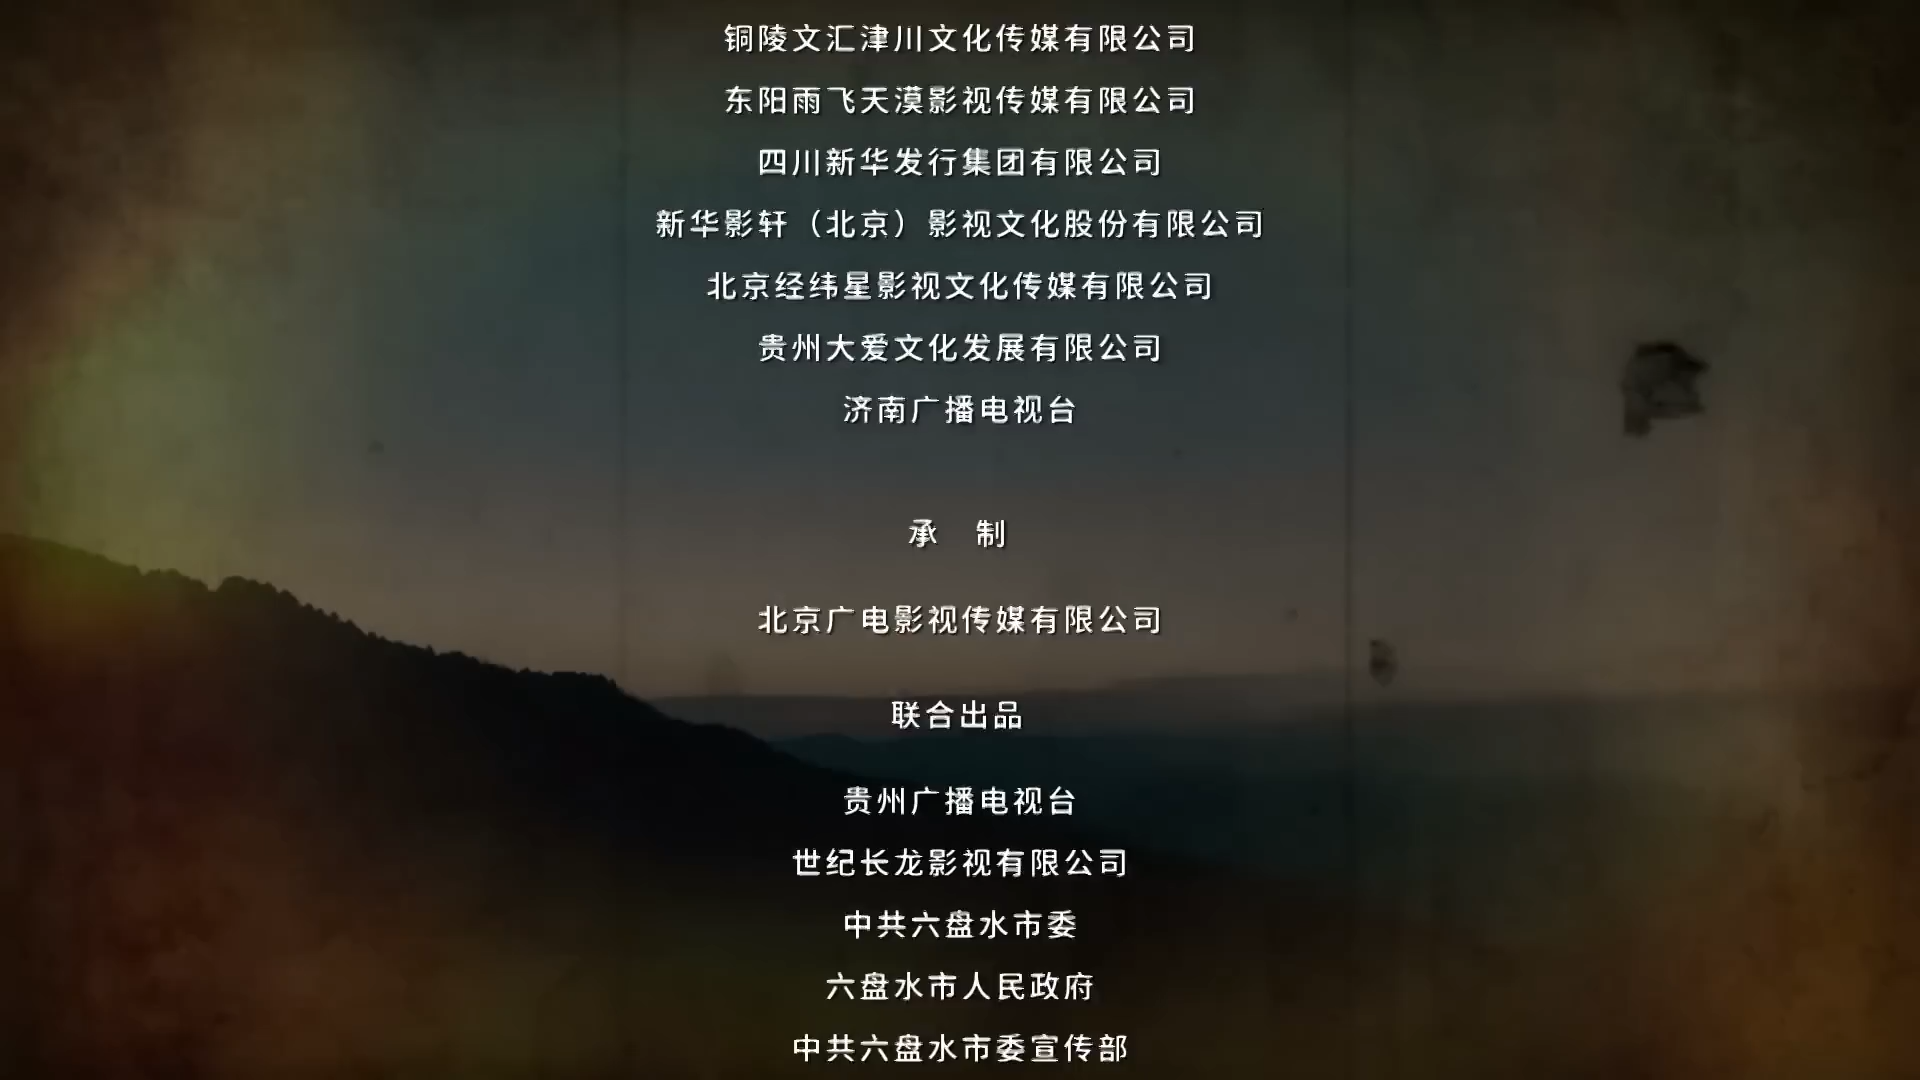 铜陵文汇津川文化传媒有限公司
东阳雨飞天漠影视传媒有限公司
四川新华发行集团有限公司
新华影轩（北京）影视文化股份有限公司
北京经纬星影视文化传媒有限公司
贵州大爱文化发展有限公司
济南广播电视台
承 制
北京广电影视传媒有限公司
联合出品
贵州广播电视台
世纪长龙影视有限公司
中共六盘水市委
六盘水市人民政府
中共六盘水市委宣传部